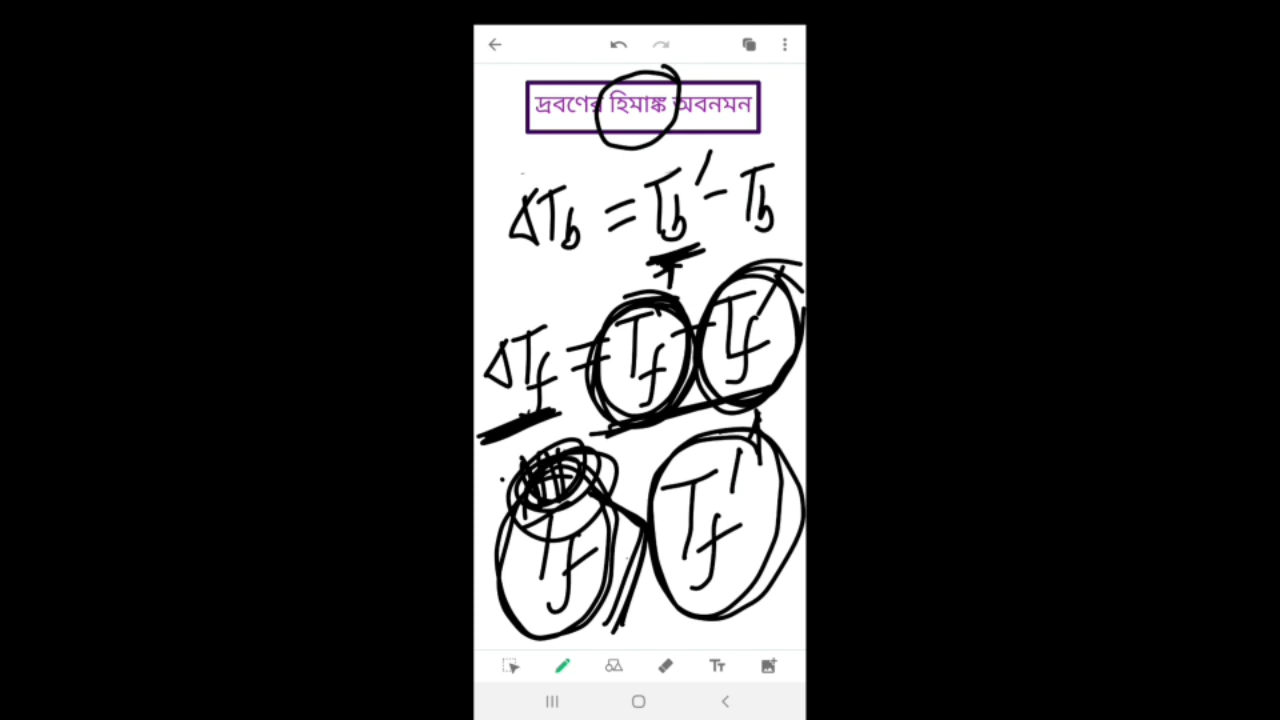 দ্রবণের হিমাঙ্ক অবনমন
ΔTb = Tb' - Tb
ΔTf = Tf - Tf'
Tf Tf'